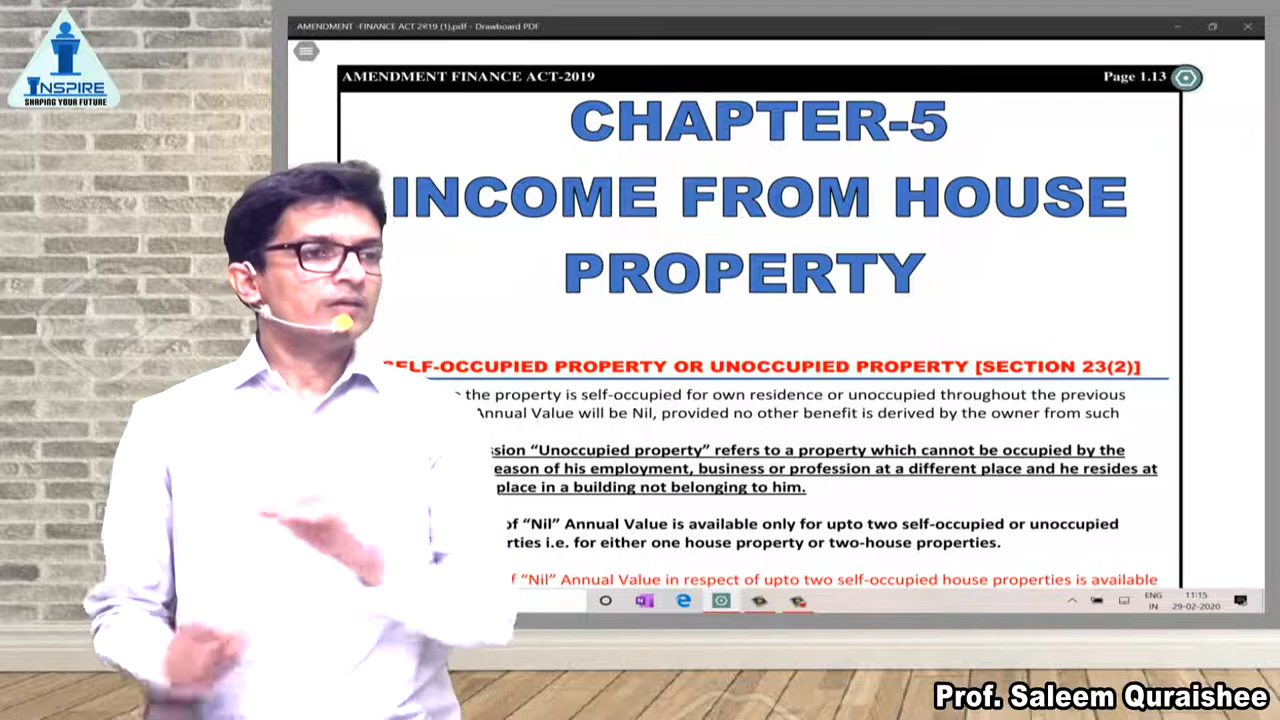 AMENDMENT -FINANCE ACT 2019 (1).pdf - Drawboard PDF
INSPIRE
SHAPING YOUR FUTURE
AMENDMENT FINANCE ACT-2019 Page 1.13
CHAPTER-5
INCOME FROM HOUSE
PROPERTY
ELF-OCCUPIED PROPERTY OR UNOCCUPIED PROPERTY [SECTION 23(2)]
the property is self-occupied for own residence or unoccupied throughout the previous
Annual Value will be Nil, provided no other benefit is derived by the owner from such
ssion “Unoccupied property” refers to a property which cannot be occupied by the
eason of his employment, business or profession at a different place and he resides at
place in a building not belonging to him.
of “Nil” Annual Value is available only for upto two self-occupied or unoccupied
rties i.e. for either one house property or two-house properties.
f “Nil” Annual Value in respect of upto two self-occupied house properties is available
ENG 11:15
IN 29-02-2020
Prof. Saleem Quraishee